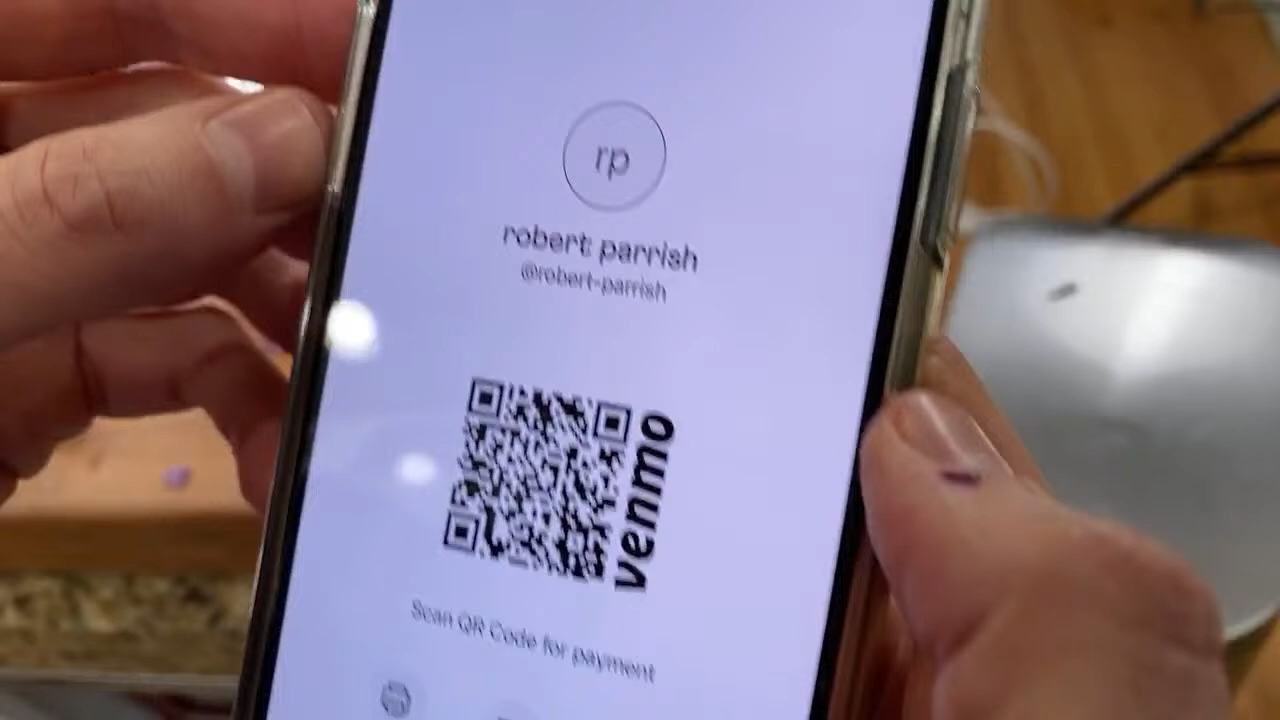 rp
robert parrish
@robert-parrish
venmo
Scan QR Code for payment